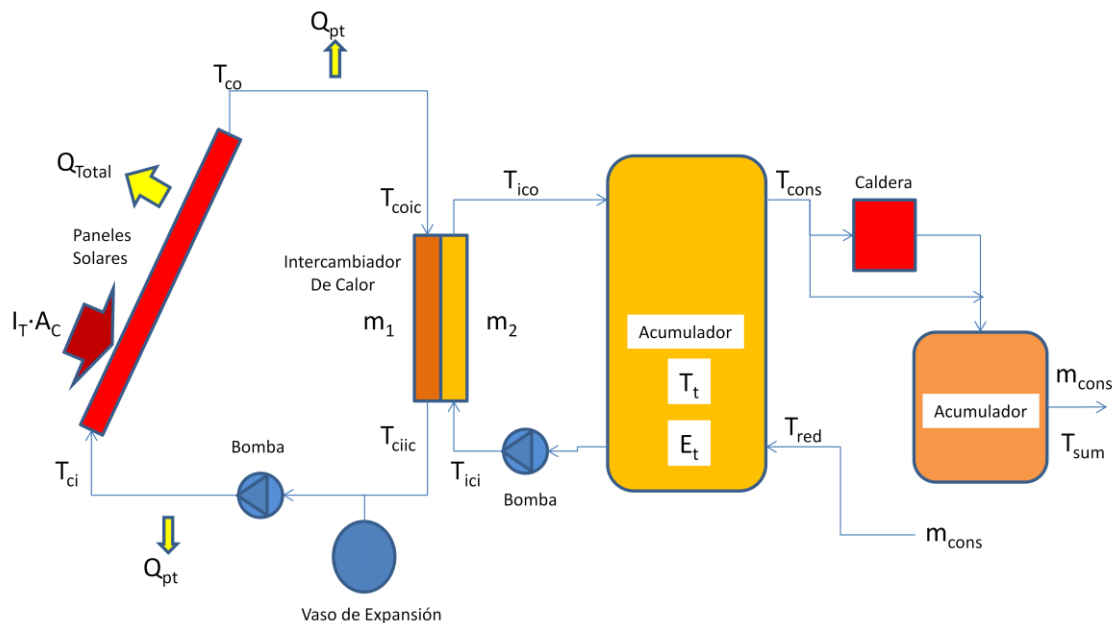 Q_pt
T_co
Q_Total
Paneles
Solares
I_T·A_C
T_ci
Q_pt
Bomba
Vaso de Expansión
T_coic
Intercambiador
De Calor
m_1
m_2
T_ciic
T_ico
T_ici
Bomba
Acumulador
T_t
E_t
T_cons
Caldera
T_red
m_cons
Acumulador
m_cons
T_sum